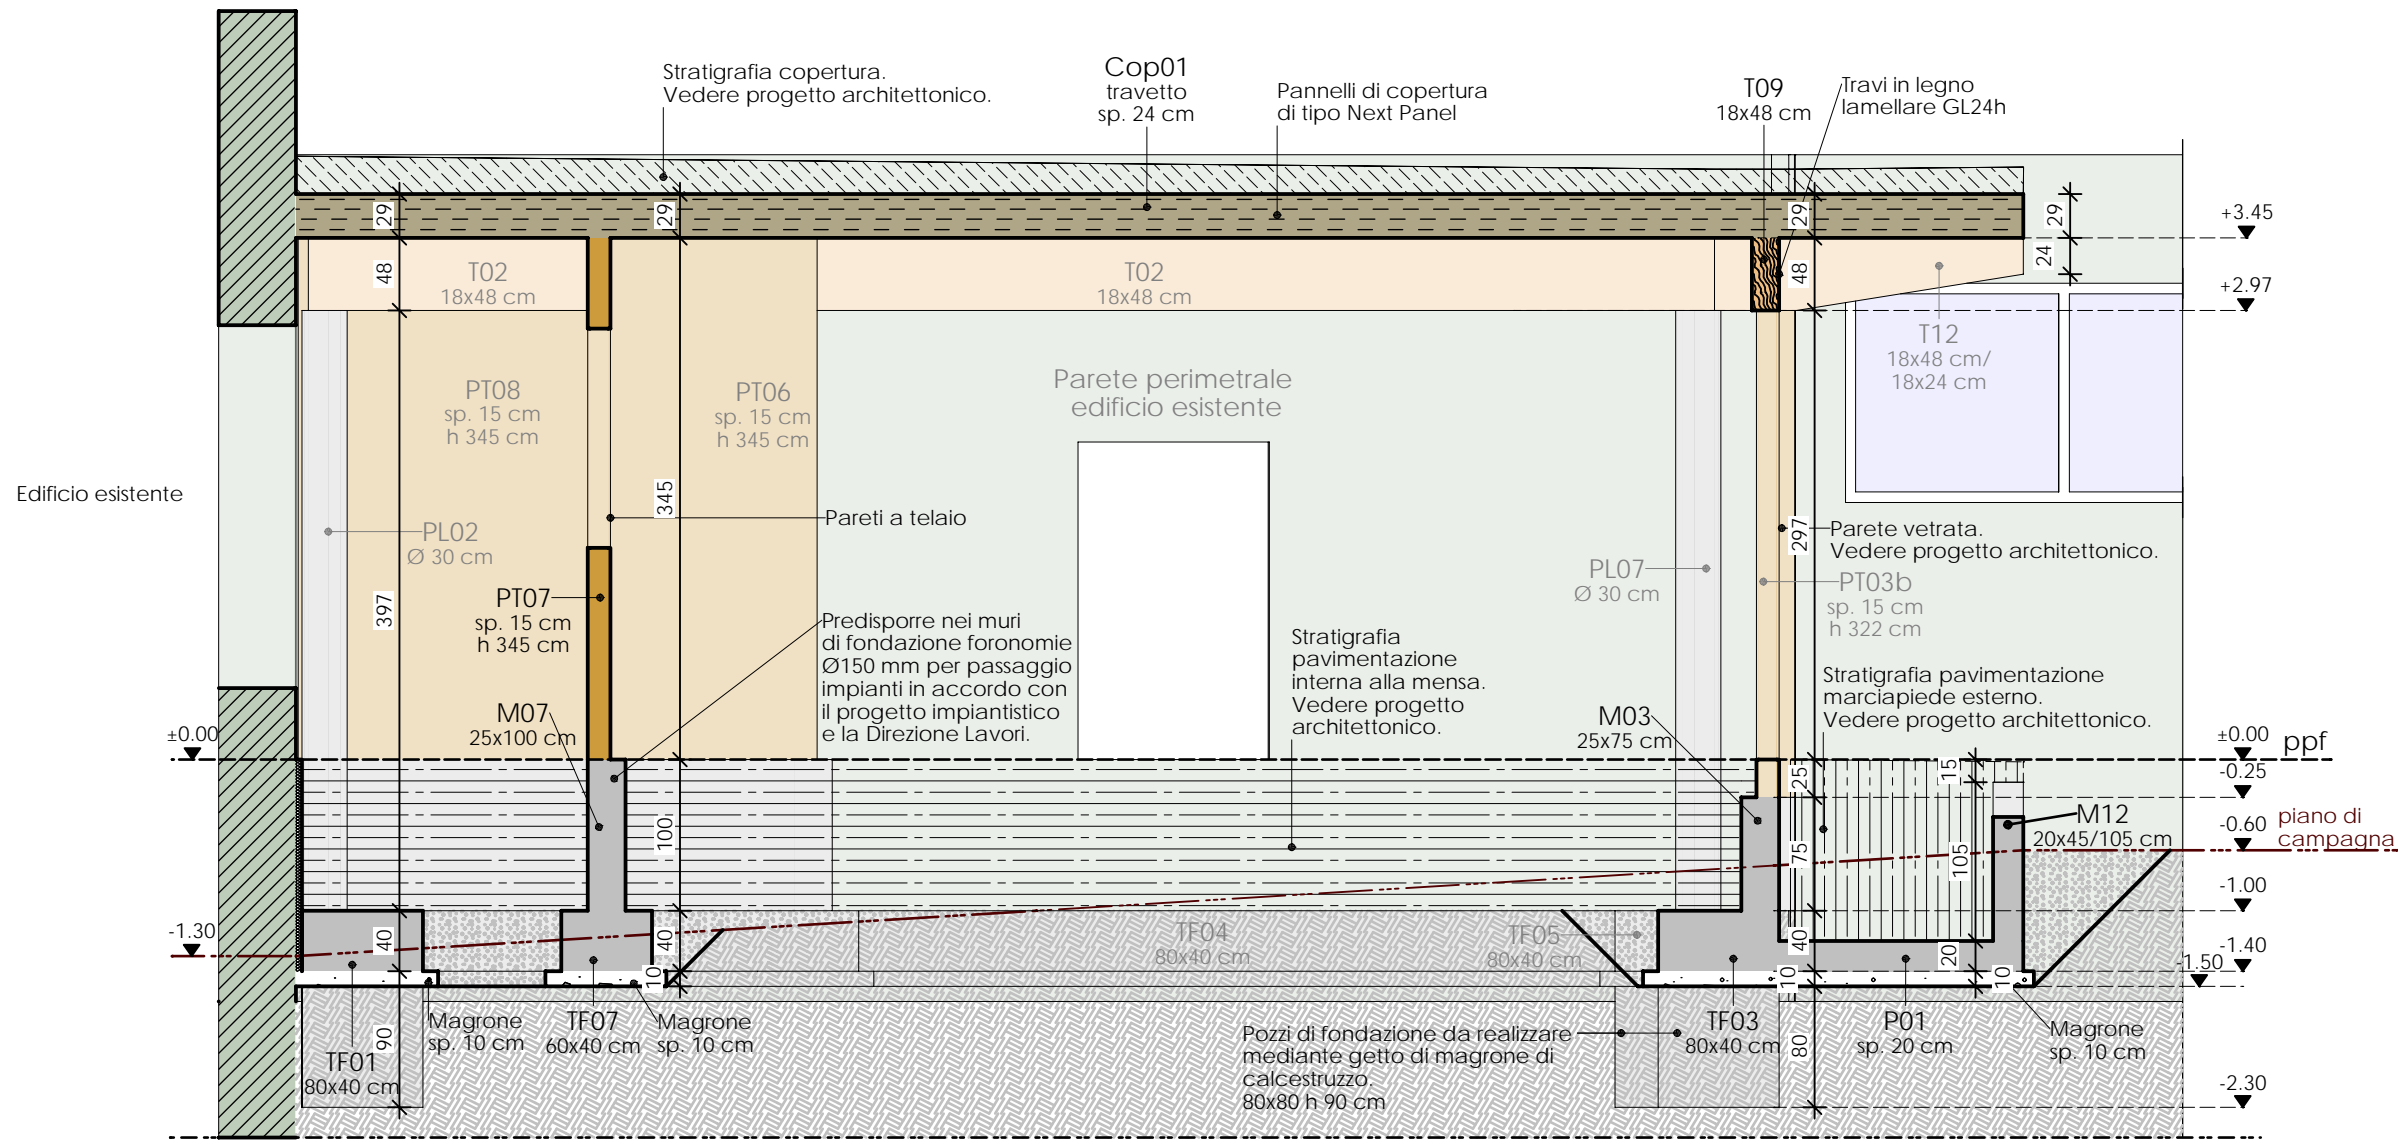 Stratigrafia copertura.
Vedere progetto architettonico.
Cop01
travetto
sp. 24 cm
Pannelli di copertura
di tipo Next Panel
T09
18x48 cm
Travi in legno
lamellare GL24h
29
29
29
29
24
+3.45
+2.97
48
T02
18x48 cm
T02
18x48 cm
48
T12
18x48 cm/
18x24 cm
PT08
sp. 15 cm
h 345 cm
PT06
sp. 15 cm
h 345 cm
Parete perimetrale
edificio esistente
Edificio esistente
PL02
Ø 30 cm
345
Pareti a telaio
297
Parete vetrata.
Vedere progetto architettonico.
PL07
Ø 30 cm
PT03b
sp. 15 cm
h 322 cm
397
PT07
sp. 15 cm
h 345 cm
Predisporre nei muri
di fondazione foronomie
Ø150 mm per passaggio
impianti in accordo con
il progetto impiantistico
e la Direzione Lavori.
Stratigrafia
pavimentazione
interna alla mensa.
Vedere progetto
architettonico.
Stratigrafia pavimentazione
marciapiede esterno.
Vedere progetto architettonico.
M07
25x100 cm
M03
25x75 cm
±0.00
±0.00
ppf
25
15
-0.25
M12
20x45/105 cm
-0.60
piano di
campagna
100
75
105
-1.00
-1.30
40
40
TF04
80x40 cm
TF05
80x40 cm
40
20
-1.40
-1.50
10
10
10
Magrone
sp. 10 cm
TF07
60x40 cm
Magrone
sp. 10 cm
90
TF01
80x40 cm
Pozzi di fondazione da realizzare
mediante getto di magrone di
calcestruzzo.
80x80 h 90 cm
TF03
80x40 cm
80
P01
sp. 20 cm
Magrone
sp. 10 cm
-2.30